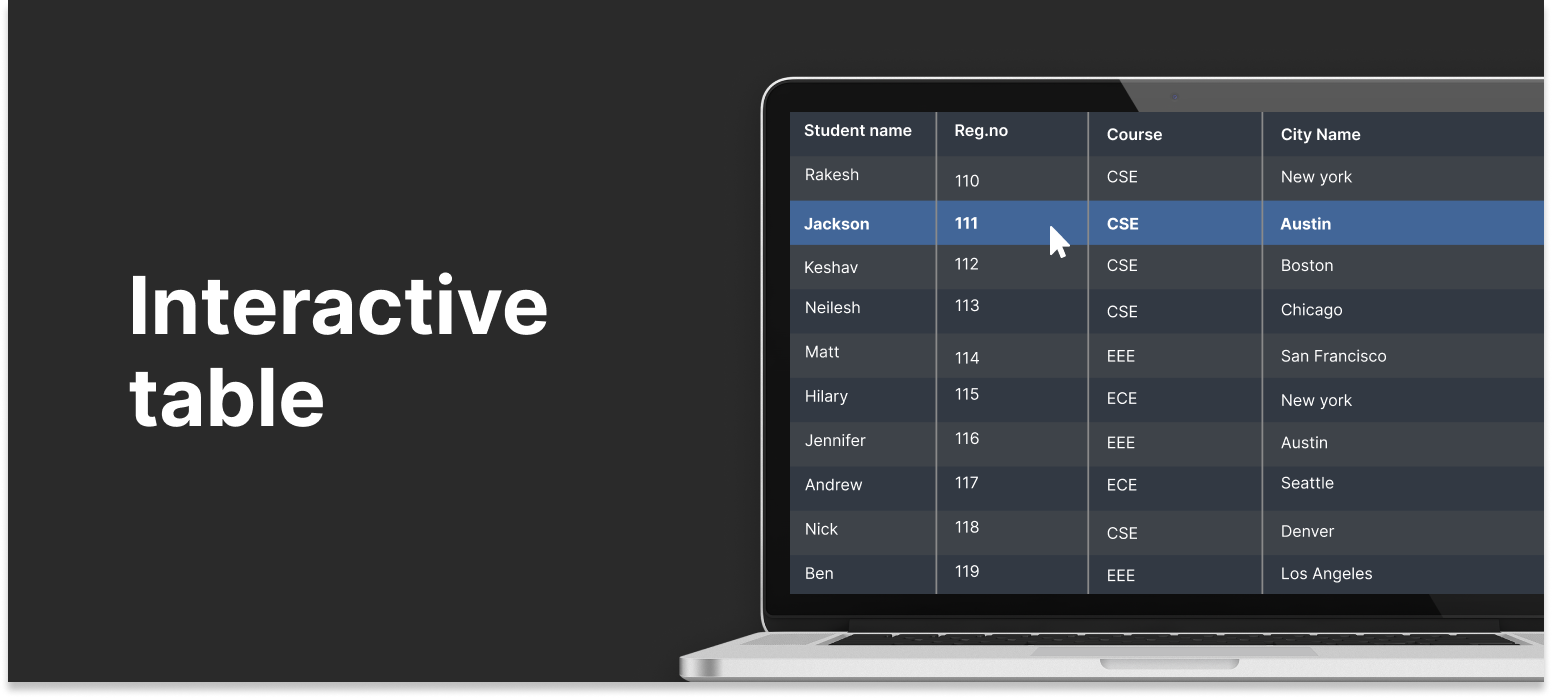 Interactive
table
Student name Reg.no Course City Name
Rakesh 110 CSE New york
Jackson 111 CSE Austin
Keshav 112 CSE Boston
Neilesh 113 CSE Chicago
Matt 114 EEE San Francisco
Hilary 115 ECE New york
Jennifer 116 EEE Austin
Andrew 117 ECE Seattle
Nick 118 CSE Denver
Ben 119 EEE Los Angeles